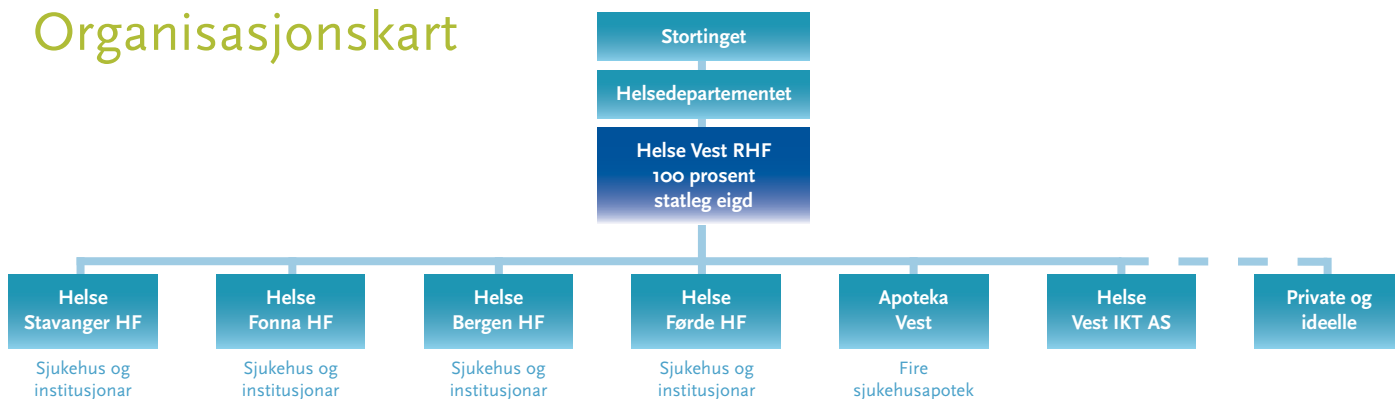 Organisasjonskart
Stortinget
Helsedepartementet
Helse Vest RHF
100 prosent
statleg eigd
Helse
Stavanger HF
Sjukehus og
institusjonar
Helse
Fonna HF
Sjukehus og
institusjonar
Helse
Bergen HF
Sjukehus og
institusjonar
Helse
Førde HF
Sjukehus og
institusjonar
Apoteka
Vest
Fire
sjukehusapotek
Helse
Vest IKT AS
Private og
ideelle